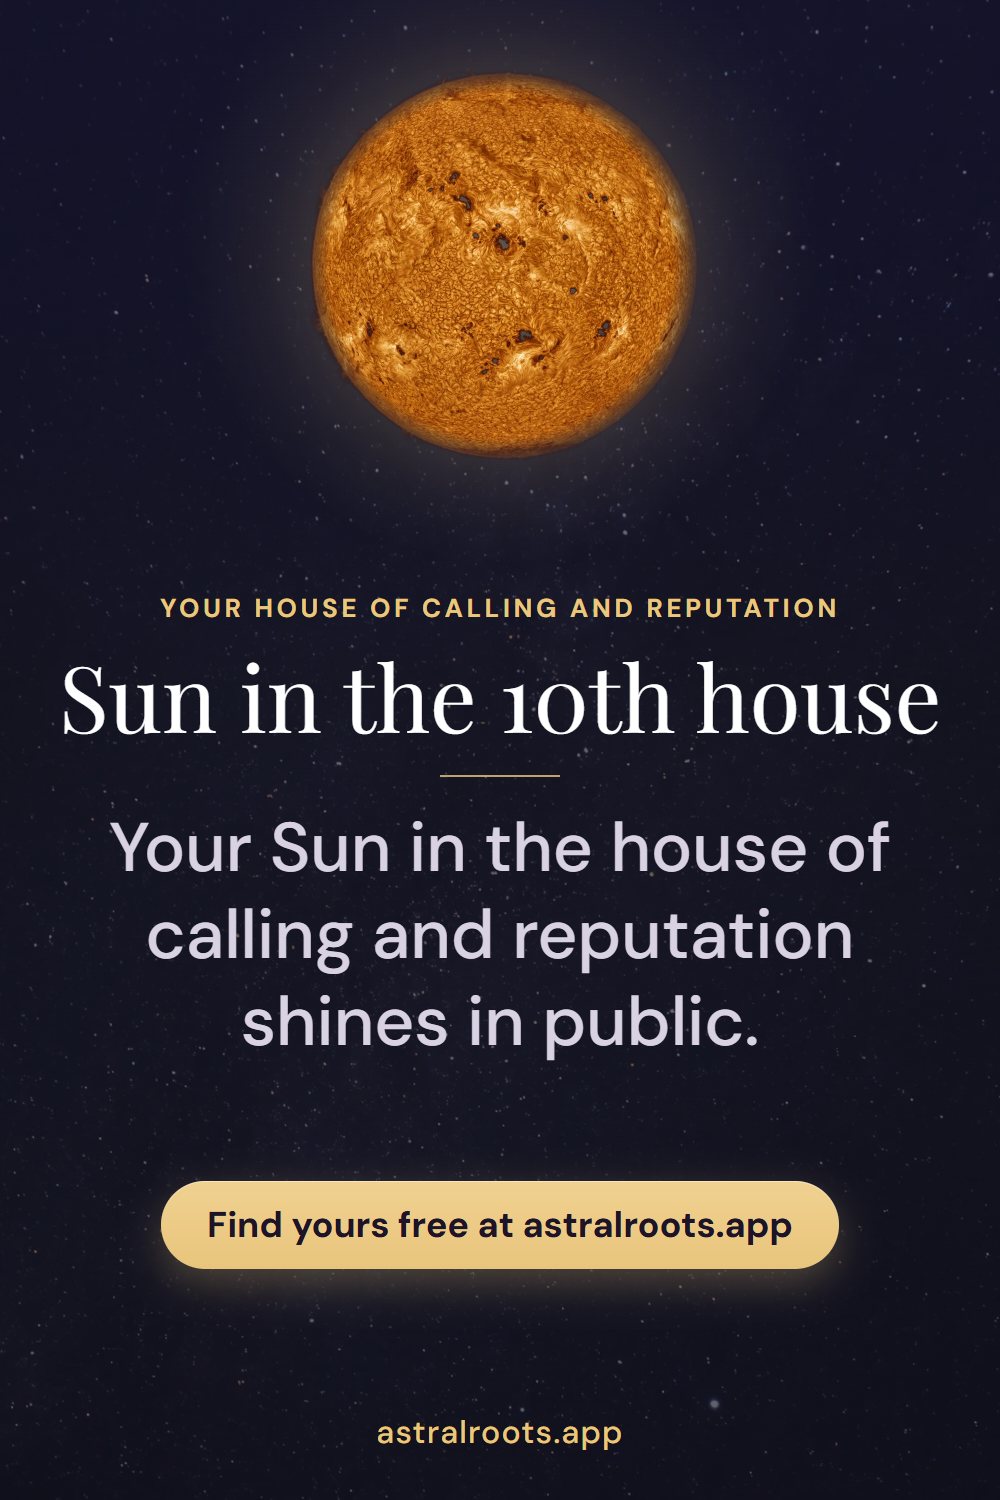 YOUR HOUSE OF CALLING AND REPUTATION
Sun in the 10th house
Your Sun in the house of
calling and reputation
shines in public.
Find yours free at astralroots.app
astralroots.app